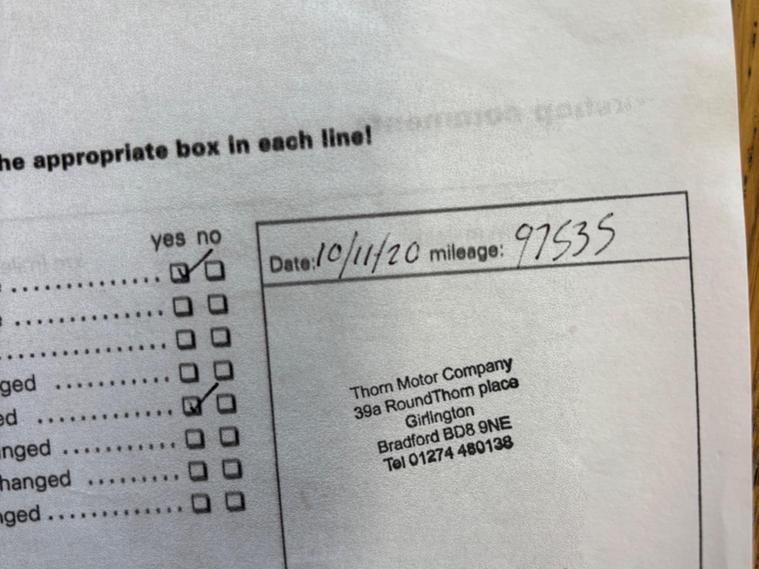 he appropriate box in each line!
yes no
Date: 10/11/20 mileage: 97535
ged
ed
nged
hanged
ged
Thorn Motor Company
39a RoundThorn place
Girlington
Bradford BD8 9NE
Tel 01274 480138